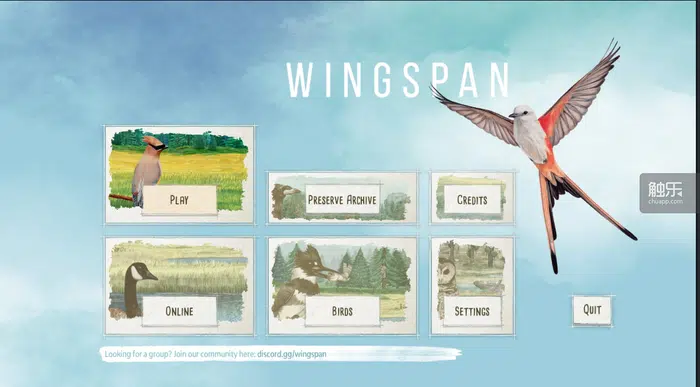 WINGSPAN
触乐
chuapp.com
PLAY
PRESERVE ARCHIVE
CREDITS
ONLINE
BIRDS
SETTINGS
QUIT
Looking for a group? Join our community here: discord.gg/wingspan